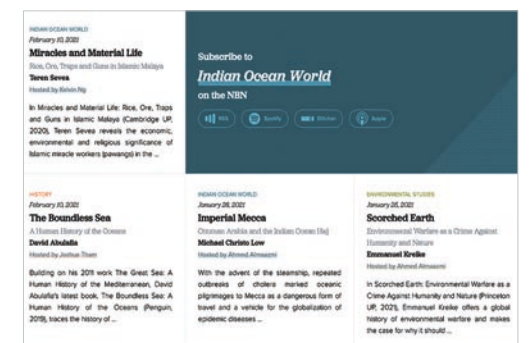 INDIAN OCEAN WORLD
February 10, 2021
Miracles and Material Life
Rice, Ore, Traps and Guns in Islamic Malaya
Teren Sevea
Hosted by Kelvin Ng
In Miracles and Material Life: Rice, Ore, Traps
and Guns in Islamic Malaya (Cambridge UP,
2020), Teren Sevea reveals the economic,
environmental and religious significance of
Islamic miracle workers (pawangs) in the ...
Subscribe to
Indian Ocean World
on the NBN
RSS
Spotify
Stitcher
Apple
HISTORY
February 10, 2021
The Boundless Sea
A Human History of the Oceans
David Abulafia
Hosted by Joshua Tham
Building on his 2011 work The Great Sea: A
Human History of the Mediterranean, David
Abulafia's latest book, The Boundless Sea: A
Human History of the Oceans (Penguin,
2019), traces the history of ...
INDIAN OCEAN WORLD
January 28, 2021
Imperial Mecca
Ottoman Arabia and the Indian Ocean Hajj
Michael Christo Low
Hosted by Ahmed Almaazmi
With the advent of the steamship, repeated
outbreaks of cholera marked oceanic
pilgrimages to Mecca as a dangerous form of
travel and a vehicle for the globalization of
epidemic diseases ...
ENVIRONMENTAL STUDIES
January 25, 2021
Scorched Earth
Environmental Warfare as a Crime Against
Humanity and Nature
Emmanuel Kreike
Hosted by Ahmed Almaazmi
In Scorched Earth: Environmental Warfare as a
Crime Against Humanity and Nature (Princeton
UP, 2021), Emmanuel Kreike offers a global
history of environmental warfare and makes
the case for why it should ...